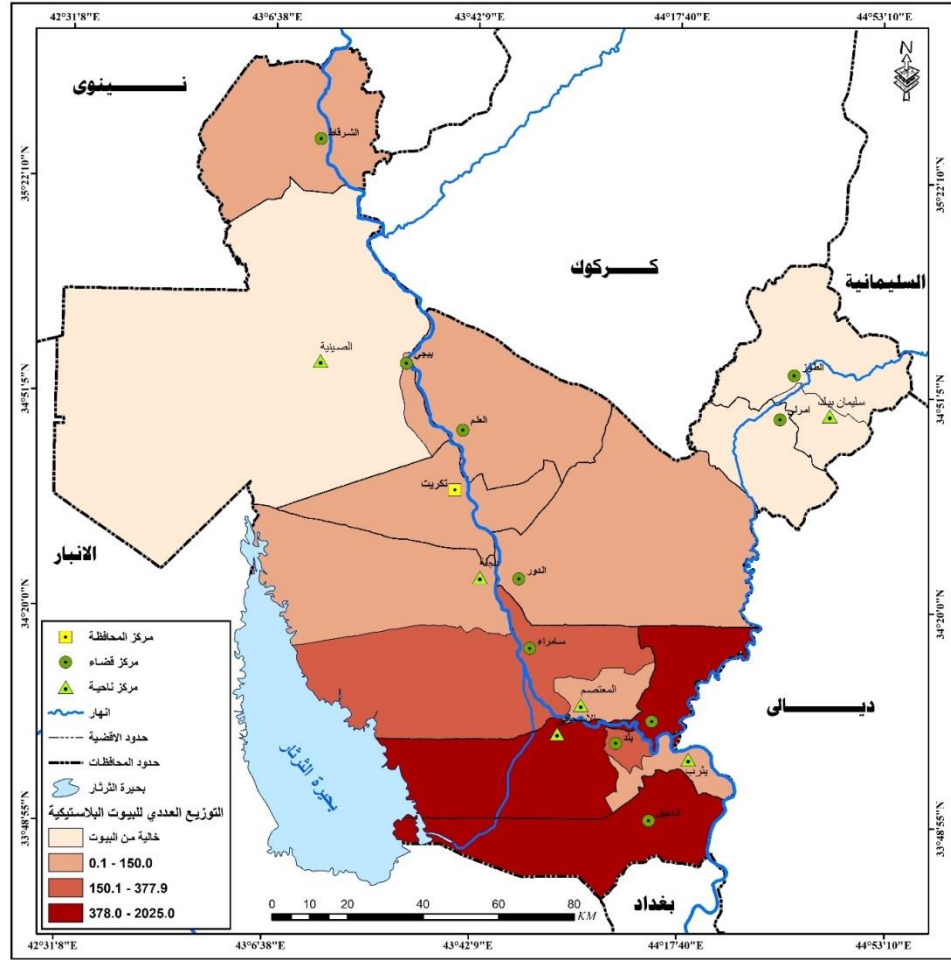 42°31'8"E
43°6'38"E
43°42'9"E
44°17'40"E
44°53'10"E
N
نـــينوى
الشرقاط
35°22'10"N
35°22'10"N
كـــركوك
السليمانية
الصينية
بيجي
الطوز
سليمان بيك
امرلي
34°51'5"N
34°51'5"N
العلم
تكريت
الانبار
دجلة
الدور
34°20'0"N
34°20'0"N
سامراء
المعتصم
ديـــالى
بلد
يثرب
الدجيل
بحيرة الثرثار
33°48'55"N
33°48'55"N
بغداد
مركز المحافظة
مركز قضاء
مركز ناحية
انهار
حدود الاقضية
حدود المحافظات
بحيرة الثرثار
التوزيع العددي للبيوت البلاستيكية
خالية من البيوت
0.1 - 150.0
150.1 - 377.9
378.0 - 2025.0
0 10 20 40 60 80
KM
42°31'8"E
43°6'38"E
43°42'9"E
44°17'40"E
44°53'10"E